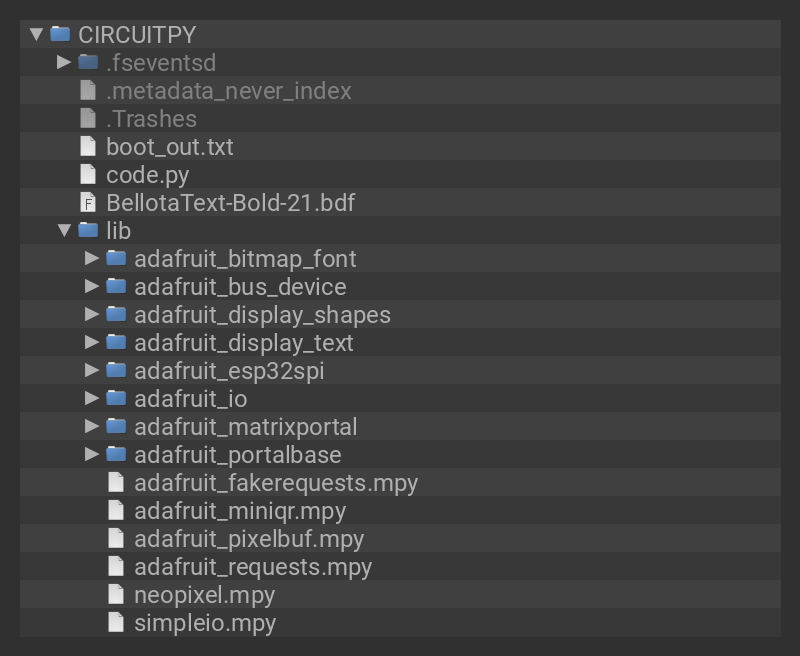 CIRCUITPY
.fseventsd
.metadata_never_index
.Trashes
boot_out.txt
code.py
F BellotaText-Bold-21.bdf
lib
adafruit_bitmap_font
adafruit_bus_device
adafruit_display_shapes
adafruit_display_text
adafruit_esp32spi
adafruit_io
adafruit_matrixportal
adafruit_portalbase
adafruit_fakerequests.mpy
adafruit_miniqr.mpy
adafruit_pixelbuf.mpy
adafruit_requests.mpy
neopixel.mpy
simpleio.mpy